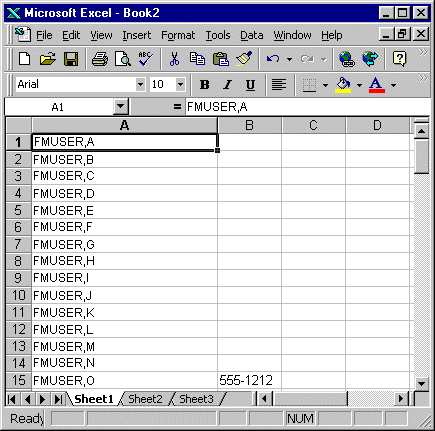 Microsoft Excel - Book2
File Edit View Insert Format Tools Data Window Help
ABC
?
Arial 10 B I U A
A1 = FMUSER,A
A B C D
1 FMUSER,A
2 FMUSER,B
3 FMUSER,C
4 FMUSER,D
5 FMUSER,E
6 FMUSER,F
7 FMUSER,G
8 FMUSER,H
9 FMUSER,I
10 FMUSER,J
11 FMUSER,K
12 FMUSER,L
13 FMUSER,M
14 FMUSER,N
15 FMUSER,O 555-1212
Sheet1 Sheet2 Sheet3
Ready NUM